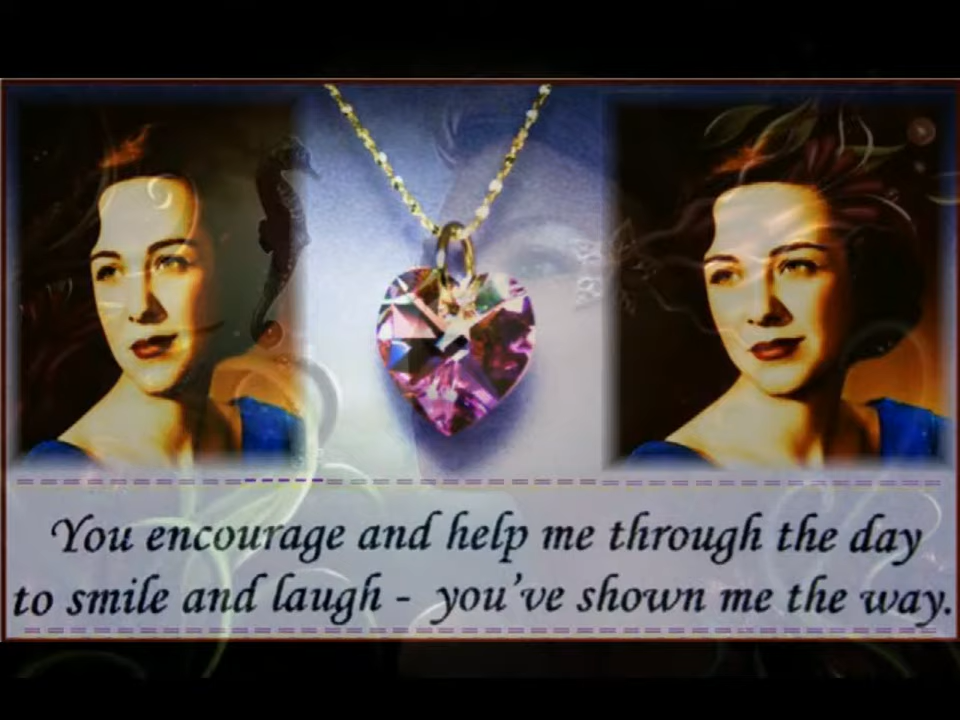 You encourage and help me through the day
to smile and laugh - you've shown me the way.